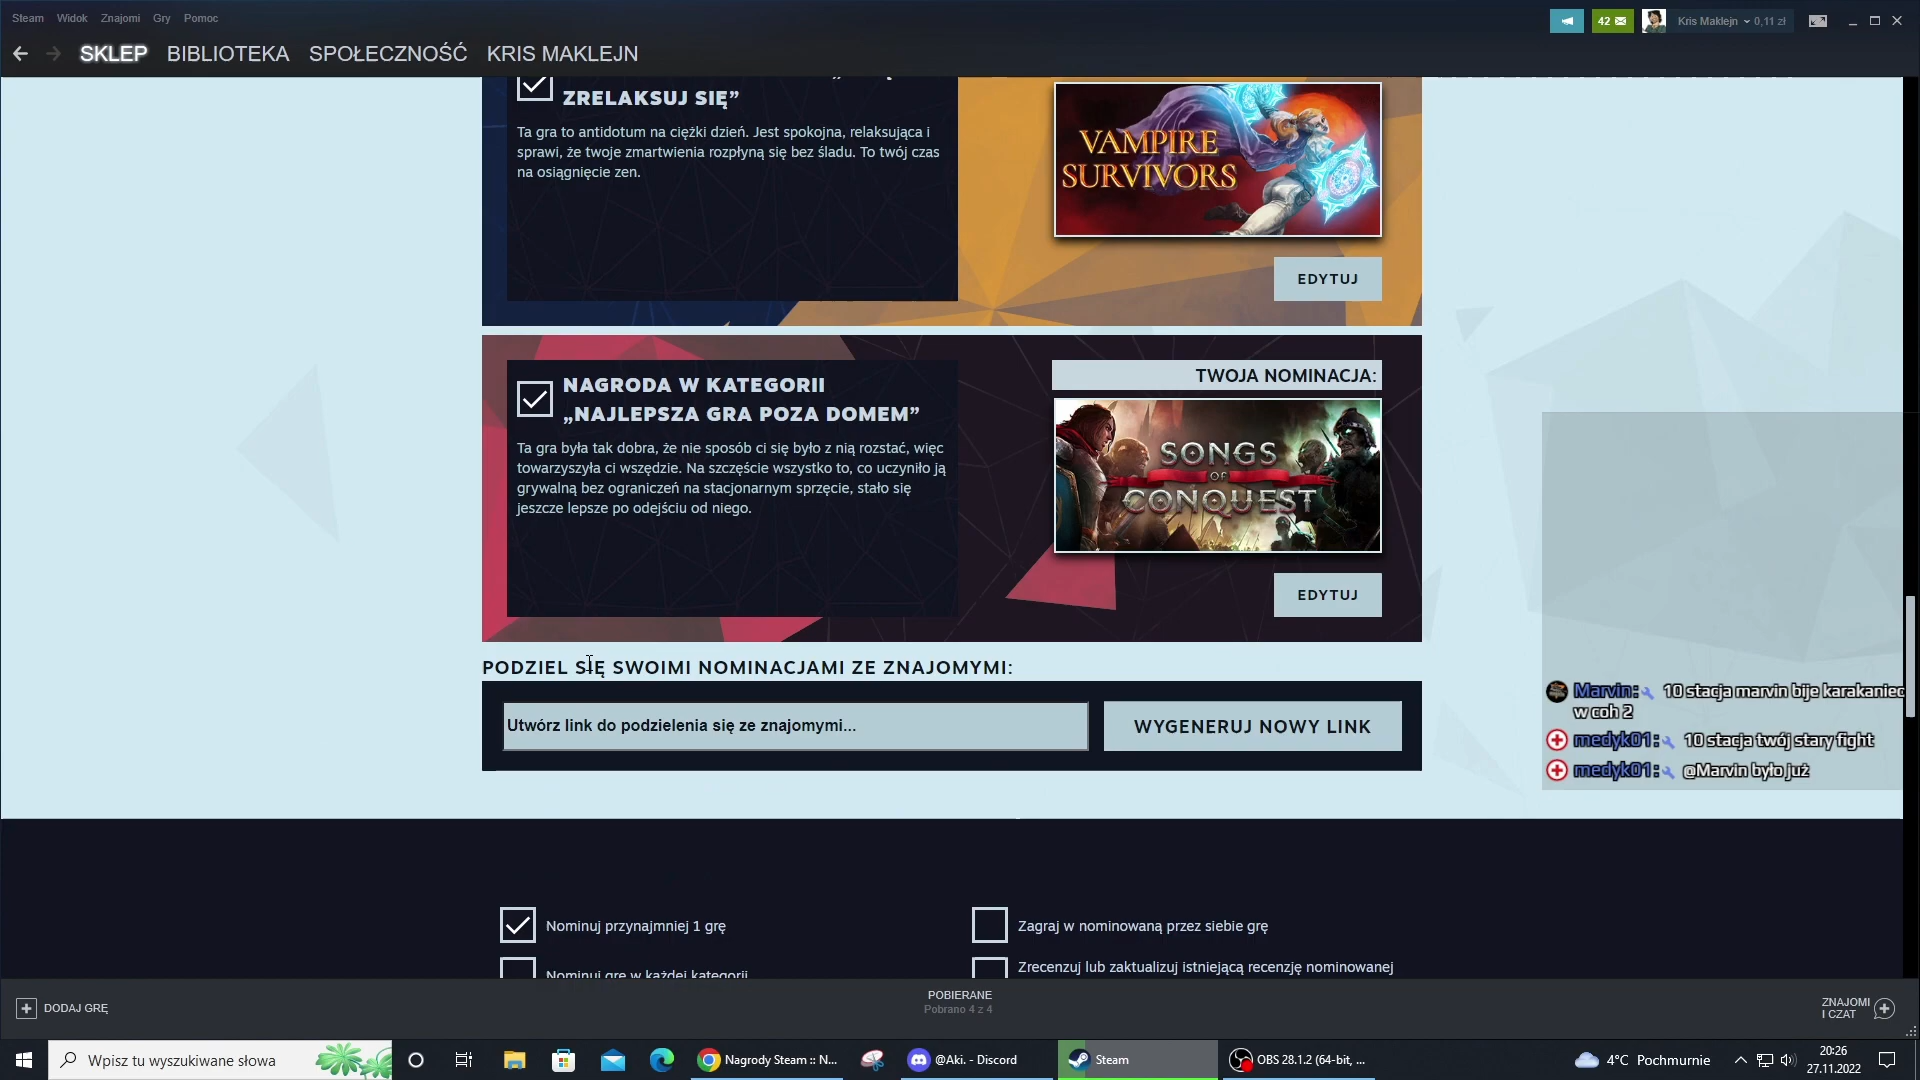 Steam Widok Znajomi Gry Pomoc
42 Kris Maklejn 0,11 zł
SKLEP BIBLIOTEKA SPOŁECZNOŚĆ KRIS MAKLEJN
ZRELAKSUJ SIĘ”
Ta gra to antidotum na ciężki dzień. Jest spokojna, relaksująca i
sprawi, że twoje zmartwienia rozpłyną się bez śladu. To twój czas
na osiągnięcie zen.
VAMPIRE
SURVIVORS
EDYTUJ
NAGRODA W KATEGORII
„NAJLEPSZA GRA POZA DOMEM”
Ta gra była tak dobra, że nie sposób ci się było z nią rozstać, więc
towarzyszyła ci wszędzie. Na szczęście wszystko to, co uczyniło ją
grywalną bez ograniczeń na stacjonarnym sprzęcie, stało się
jeszcze lepsze po odejściu od niego.
TWOJA NOMINACJA:
SONGS
OF
CONQUEST
EDYTUJ
PODZIEL SIĘ SWOIMI NOMINACJAMI ZE ZNAJOMYMI:
Utwórz link do podzielenia się ze znajomymi...
WYGENERUJ NOWY LINK
Marvin: 10 stacja marvin bije karakaniec
w coh 2
medyk01: 10 stacja twój stary fight
medyk01: @Marvin było już
Nominuj przynajmniej 1 grę
Zagraj w nominowaną przez siebie grę
Nominuj grę w każdej kategorii
Zrecenzuj lub zaktualizuj istniejącą recenzję nominowanej
DODAJ GRĘ
POBIERANE
Pobrano 4 z 4
ZNAJOMI
I CZAT
Wpisz tu wyszukiwane słowa
Nagrody Steam :: N...
@Aki. - Discord
Steam
OBS 28.1.2 (64-bit, ...
4°C Pochmurnie
20:26
27.11.2022